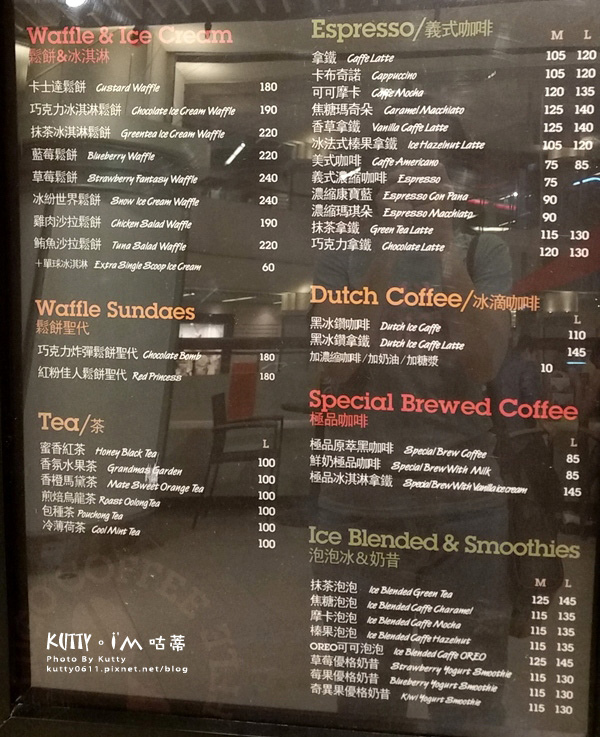 Waffle & Ice Cream
鬆餅&冰淇淋
卡士達鬆餅 Custard Waffle 180
巧克力冰淇淋鬆餅 Chocolate Ice Cream Waffle 190
抹茶冰淇淋鬆餅 Greentea Ice Cream Waffle 220
藍莓鬆餅 Blueberry Waffle 220
草莓鬆餅 Strawberry Fantasy Waffle 240
冰紛世界鬆餅 Snow Ice Cream Waffle 240
雞肉沙拉鬆餅 Chicken Salad Waffle 190
鮪魚沙拉鬆餅 Tuna Salad Waffle 220
+單球冰淇淋 Extra Single Scoop Ice Cream 60
Waffle Sundaes
鬆餅聖代
巧克力炸彈鬆餅聖代 Chocolate Bomb 180
紅粉佳人鬆餅聖代 Red Princess 180
Tea/茶
L
蜜香紅茶 Honey Black Tea 100
香氛水果茶 Grandmas Garden 100
香橙馬黛茶 Mate Sweet Orange Tea 100
煎焙烏龍茶 Roast Oolong Tea 100
包種茶 Pouchong Tea 100
冷薄荷茶 Cool Mint Tea 100
Espresso/義式咖啡
M L
拿鐵 Caffe Latte 105 120
卡布奇諾 Cappuccino 105 120
可可摩卡 Caffe Mocha 120 135
焦糖瑪奇朵 Caramel Macchiato 125 140
香草拿鐵 Vanilla Caffe Latte 125 140
冰法式榛果拿鐵 Ice Hazelnut Latte 105 120
美式咖啡 Caffe Americano 75 85
義式濃縮咖啡 Espresso 75
濃縮康寶藍 Espresso Con Pana 90
濃縮瑪琪朵 Espresso Macchiato 90
抹茶拿鐵 Green Tea Latte 115 130
巧克力拿鐵 Chocolate Latte 120 130
Dutch Coffee/冰滴咖啡
L
黑冰鑽咖啡 Dutch Ice Caffe 110
黑冰鑽拿鐵 Dutch Ice Caffe Latte 145
加濃縮咖啡/加奶油/加糖漿 10
Special Brewed Coffee
極品咖啡
L
極品原萃黑咖啡 Special Brew Coffee 85
鮮奶極品咖啡 Special Brew With Milk 85
極品冰淇淋拿鐵 Special Brew With Vanilla ice cream 145
Ice Blended & Smoothies
泡泡冰&奶昔
M L
抹茶泡泡 Ice Blended Green Tea 125 145
焦糖泡泡 Ice Blended Caffe Charamel 115 135
摩卡泡泡 Ice Blended Caffe Mocha 115 135
榛果泡泡 Ice Blended Caffe Hazelnut 115 135
OREO可可泡泡 Ice Blended Caffe OREO 125 145
草莓優格奶昔 Strawberry Yogurt Smoothie 115 130
莓果優格奶昔 Blueberry Yogurt Smoothie 115 130
奇異果優格奶昔 Kiwi Yogurt Smoothie 115 130
KUTTY。I'M 咕蒂
Photo By Kutty
kutty0611.pixnet.net/blog